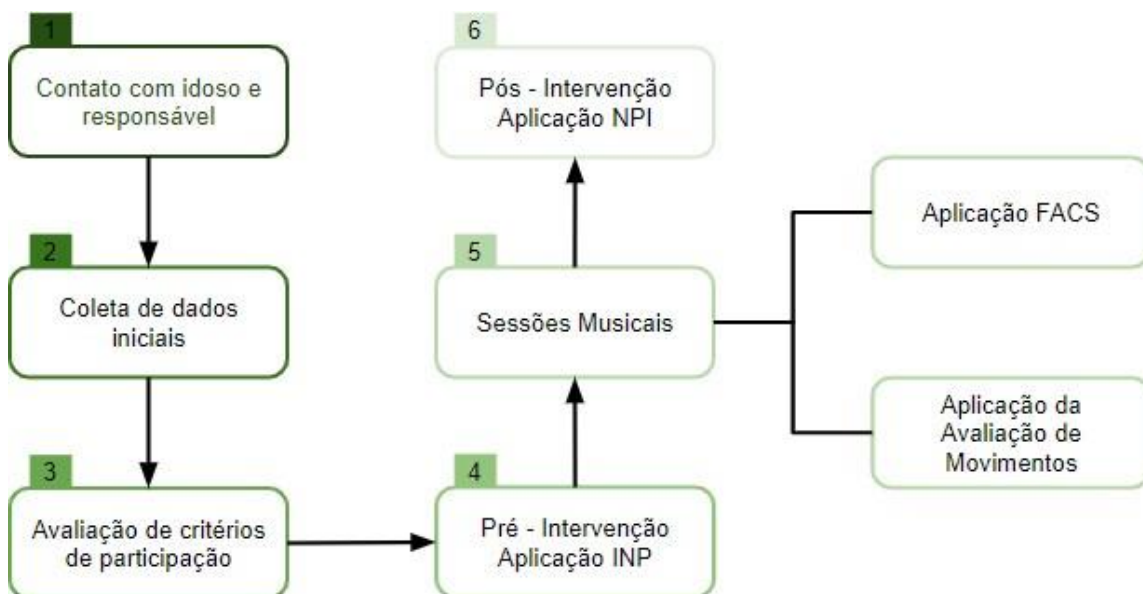 1
Contato com idoso e
responsável
2
Coleta de dados
iniciais
3
Avaliação de critérios
de participação
4
Pré - Intervenção
Aplicação INP
5
Sessões Musicais
6
Pós - Intervenção
Aplicação NPI
Aplicação FACS
Aplicação da
Avaliação de
Movimentos